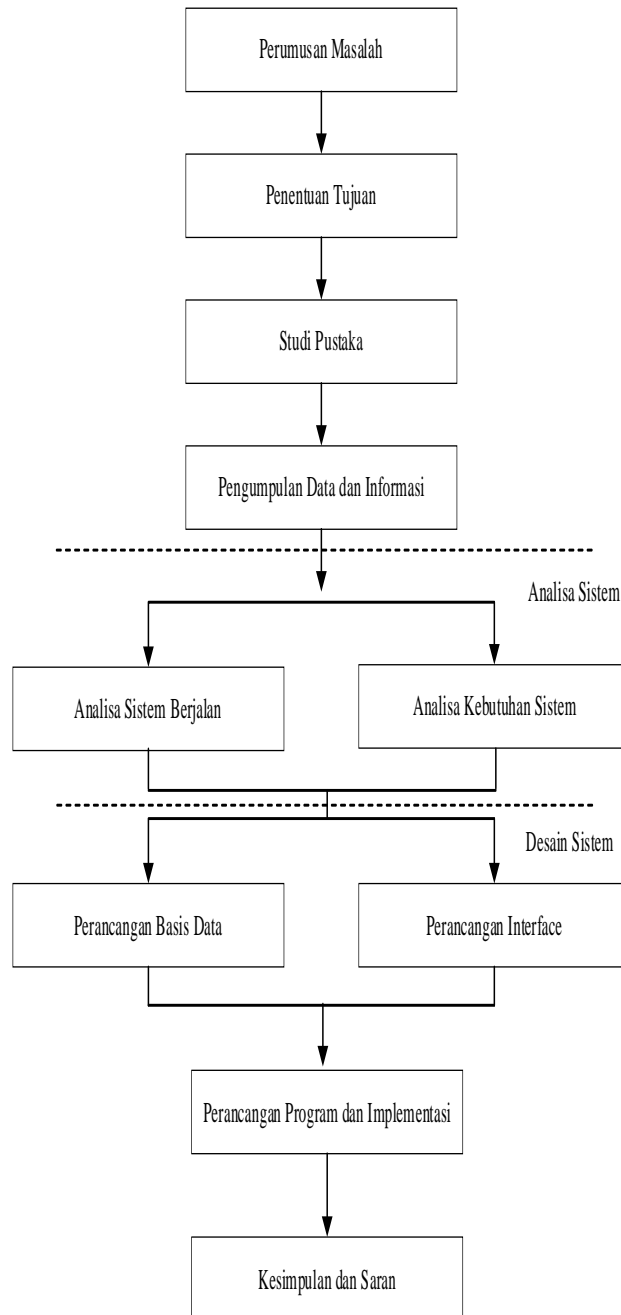 Perumusan Masalah
Penentuan Tujuan
Studi Pustaka
Pengumpulan Data dan Informasi
Analisa Sistem
Analisa Sistem Berjalan
Analisa Kebutuhan Sistem
Desain Sistem
Perancangan Basis Data
Perancangan Interface
Perancangan Program dan Implementasi
Kesimpulan dan Saran